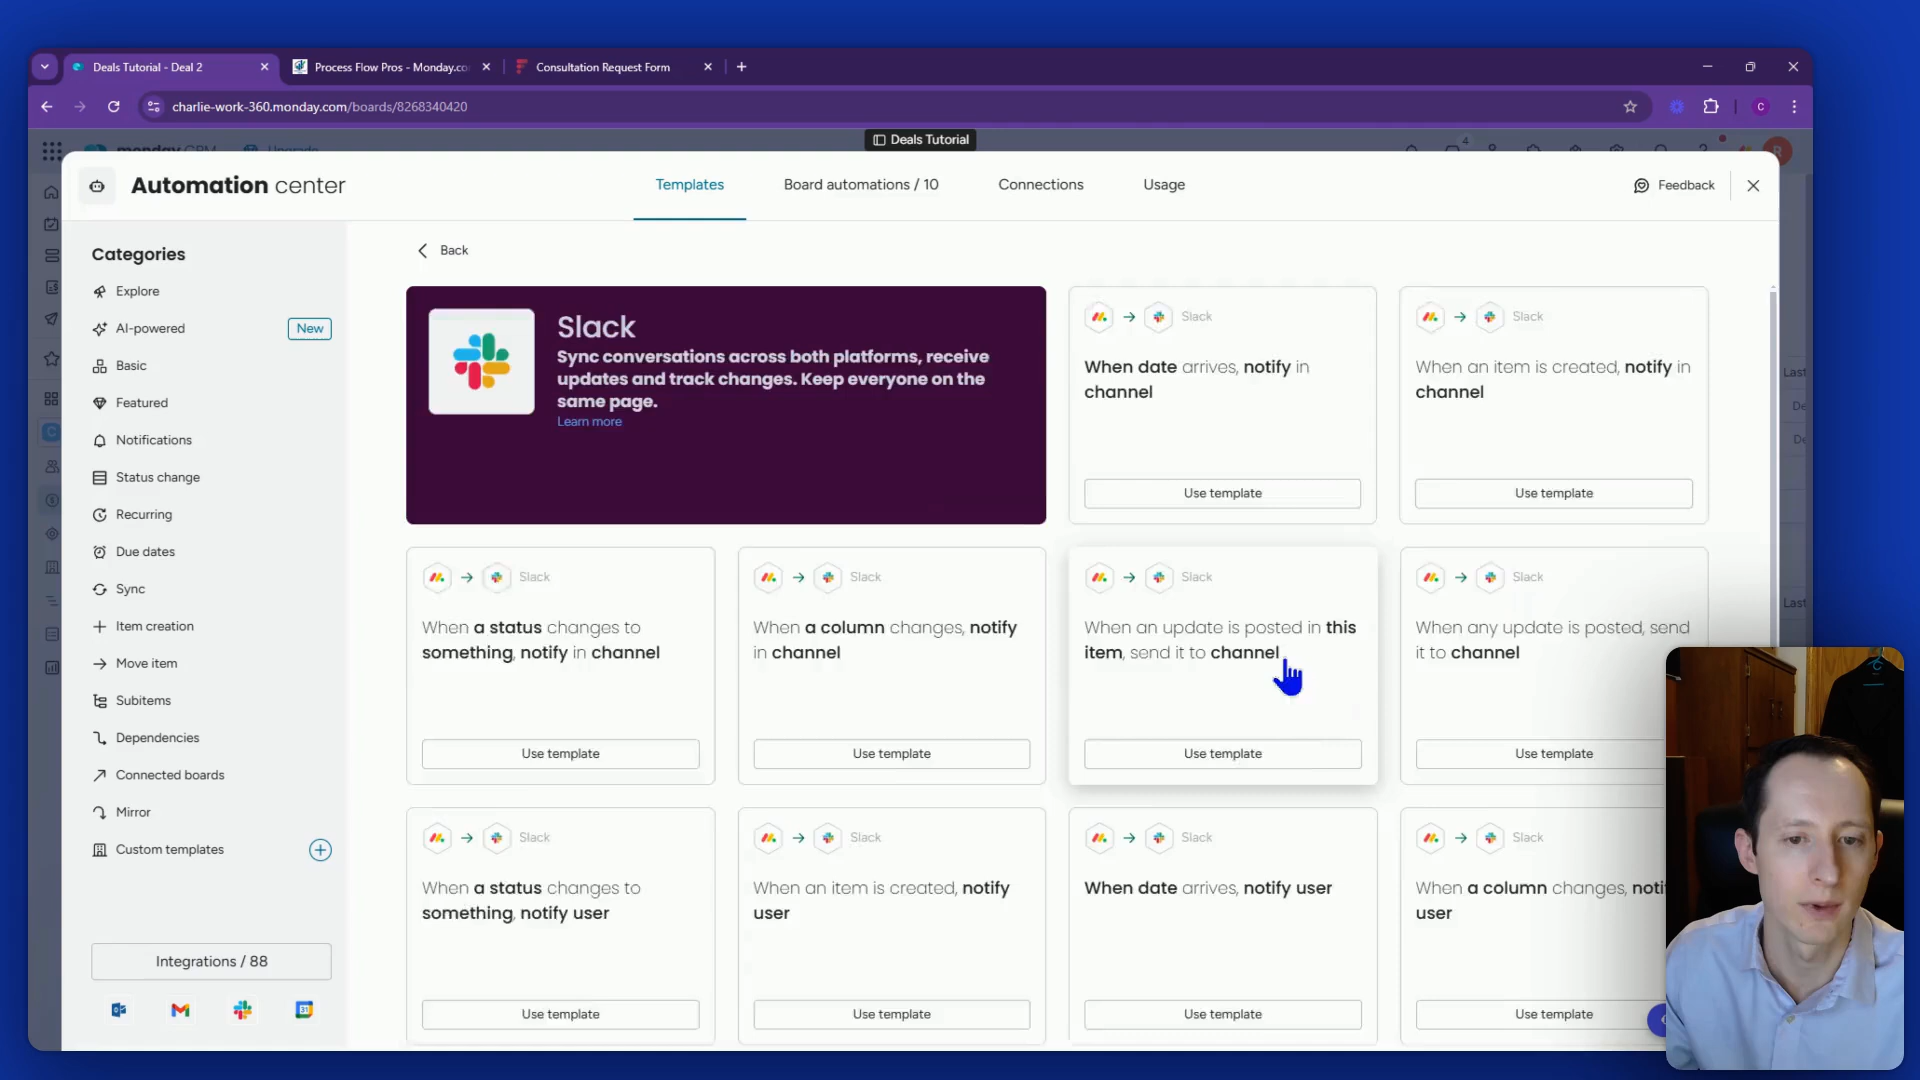 Deals Tutorial - Deal 2
Process Flow Pros - Monday.co
Consultation Request Form
charlie-work-360.monday.com/boards/8268340420
C
monday CRM
Upgrade
Deals Tutorial
4
Automation center
Templates
Board automations / 10
Connections
Usage
Feedback
Categories
Explore
AI-powered
New
Basic
Featured
Notifications
Status change
Recurring
Due dates
Sync
Item creation
Move item
Subitems
Dependencies
Connected boards
Mirror
Custom templates
Integrations / 88
31
Back
Slack
Sync conversations across both platforms, receive
updates and track changes. Keep everyone on the
same page.
Learn more
Slack
When date arrives, notify in
channel
Use template
Slack
When an item is created, notify in
channel
Use template
Slack
When a status changes to
something, notify in channel
Use template
Slack
When a column changes, notify
in channel
Use template
Slack
When an update is posted in this
item, send it to channel
Use template
Slack
When any update is posted, send
it to channel
Use template
Slack
When a status changes to
something, notify user
Use template
Slack
When an item is created, notify
user
Use template
Slack
When date arrives, notify user
Use template
Slack
When a column changes, noti
user
Use template
Last
De
De
Last